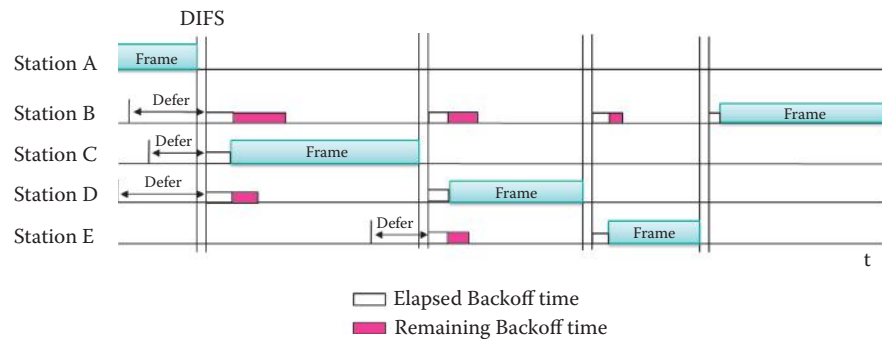 DIFS
Station A
Frame
Station B
Defer
Frame
Station C
Defer
Frame
Station D
Defer
Frame
Station E
Defer
Frame
t
Elapsed Backoff time
Remaining Backoff time